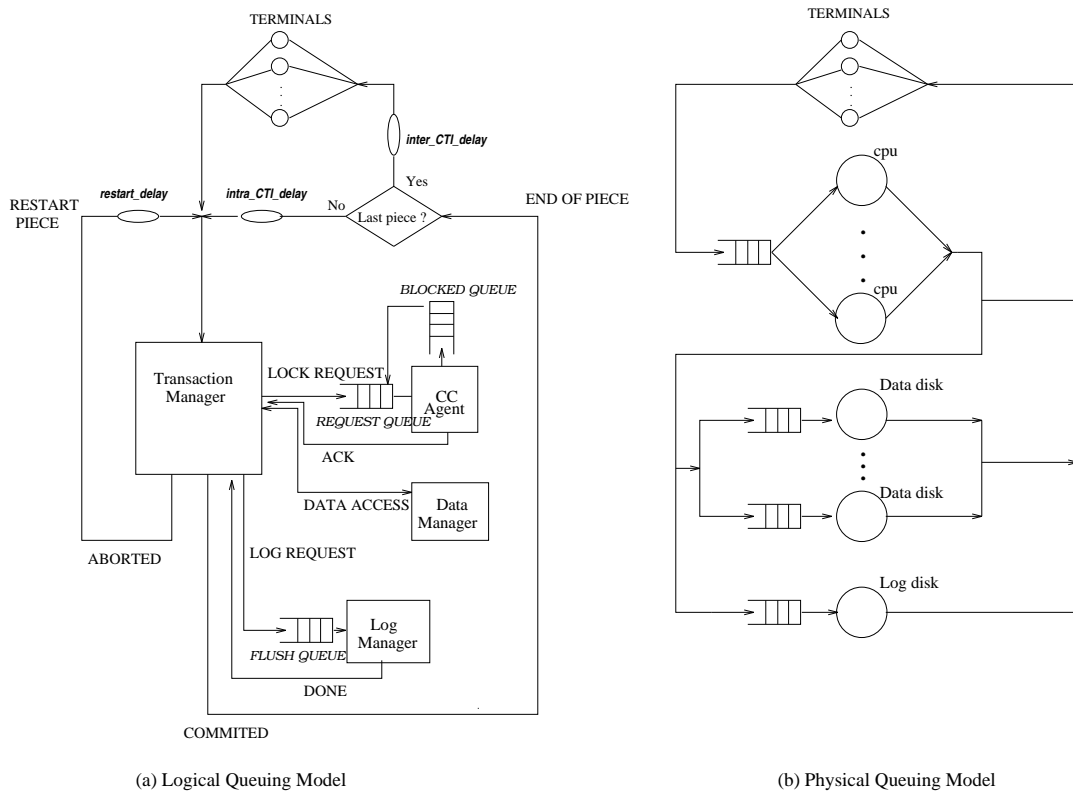 TERMINALS
inter_CTI_delay
Yes
restart_delay
intra_CTI_delay
RESTART
PIECE
No
Last piece ?
END OF PIECE
BLOCKED QUEUE
Transaction
Manager
LOCK REQUEST
CC
Agent
REQUEST QUEUE
ACK
DATA ACCESS
Data
Manager
ABORTED
LOG REQUEST
Log
Manager
FLUSH QUEUE
DONE
COMMITED
(a) Logical Queuing Model
TERMINALS
cpu
cpu
Data disk
Data disk
Log disk
(b) Physical Queuing Model